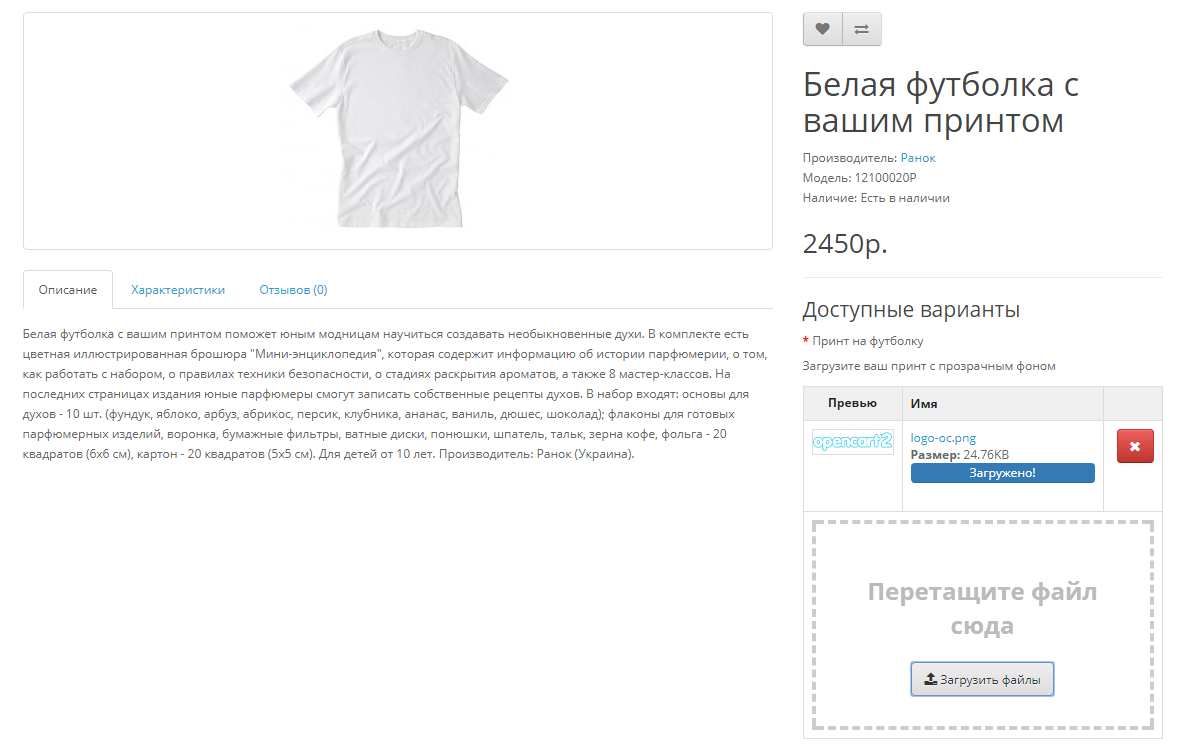 Белая футболка с
вашим принтом
Производитель: Ранок
Модель: 12100020Р
Наличие: Есть в наличии
2450р.
Описание
Характеристики
Отзывов (0)
Белая футболка с вашим принтом поможет юным модницам научиться создавать необыкновенные духи. В комплекте есть
цветная иллюстрированная брошюра "Мини-энциклопедия", которая содержит информацию об истории парфюмерии, о том,
как работать с набором, о правилах техники безопасности, о стадиях раскрытия ароматов, а также 8 мастер-классов. На
последних страницах издания юные парфюмеры смогут записать собственные рецепты духов. В набор входят: основы для
духов - 10 шт. (фундук, яблоко, арбуз, абрикос, персик, клубника, ананас, ваниль, дюшес, шоколад); флаконы для готовых
парфюмерных изделий, воронка, бумажные фильтры, ватные диски, понюшки, шпатель, тальк, зерна кофе, фольга - 20
квадратов (6х6 см), картон - 20 квадратов (5х5 см). Для детей от 10 лет. Производитель: Ранок (Украина).
Доступные варианты
* Принт на футболку
Загрузите ваш принт с прозрачным фоном
Превью
Имя
opencart2
logo-oc.png
Размер: 24.76KB
Загружено!
Перетащите файл
сюда
Загрузить файлы